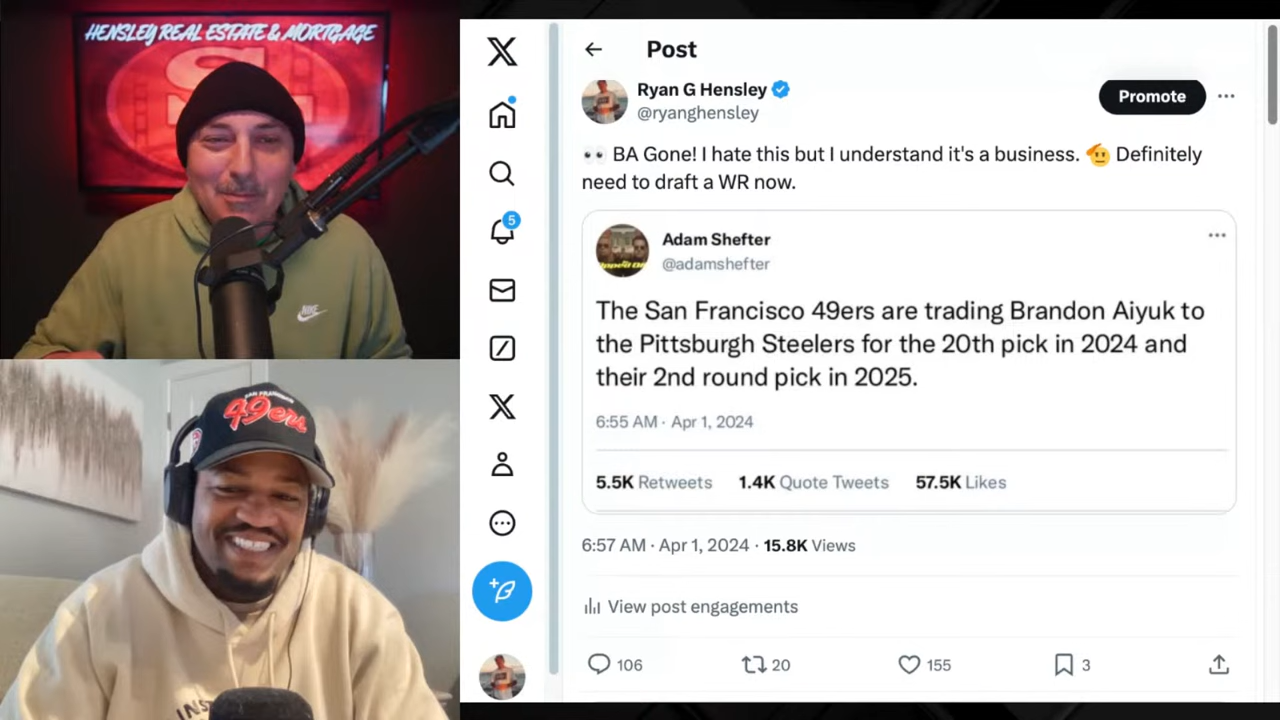 HENSLEY REAL ESTATE & MORTGAGE
NIKE
49ers
Post
Ryan G Hensley
@ryanghensley
Promote
👀 BA Gone! I hate this but I understand it's a business. 🫡 Definitely
need to draft a WR now.
Adam Shefter
@adamshefter
The San Francisco 49ers are trading Brandon Aiyuk to
the Pittsburgh Steelers for the 20th pick in 2024 and
their 2nd round pick in 2025.
6:55 AM · Apr 1, 2024
5.5K Retweets 1.4K Quote Tweets 57.5K Likes
6:57 AM · Apr 1, 2024 · 15.8K Views
View post engagements
106 20 155 3
5